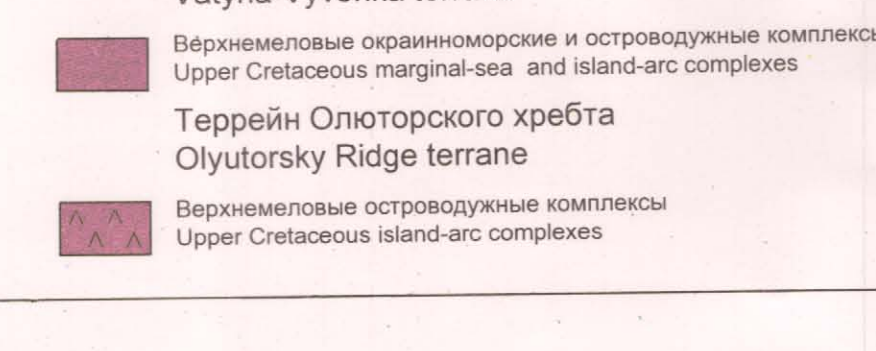 Верхнемеловые окраинноморские и островодужные комплексы
Upper Cretaceous marginal-sea and island-arc complexes
Террейн Олюторского хребта
Olyutorsky Ridge terrane
Верхнемеловые островодужные комплексы
Upper Cretaceous island-arc complexes